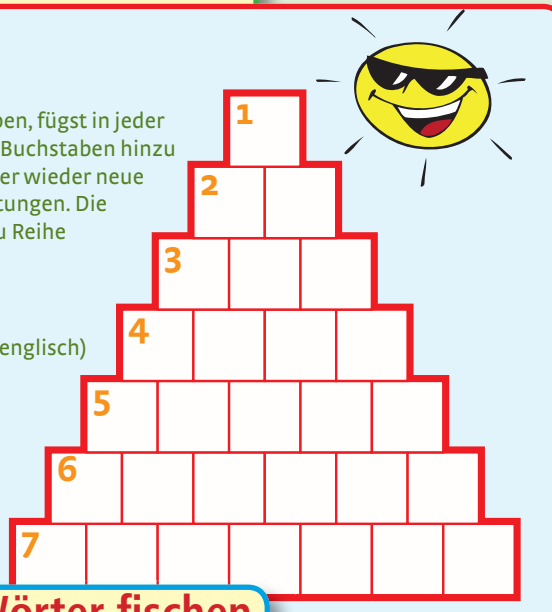 ben, fügst in jeder
Buchstaben hinzu
er wieder neue
tungen. Die
u Reihe
englisch)
1
2
3
4
5
6
7
Wörter fischen